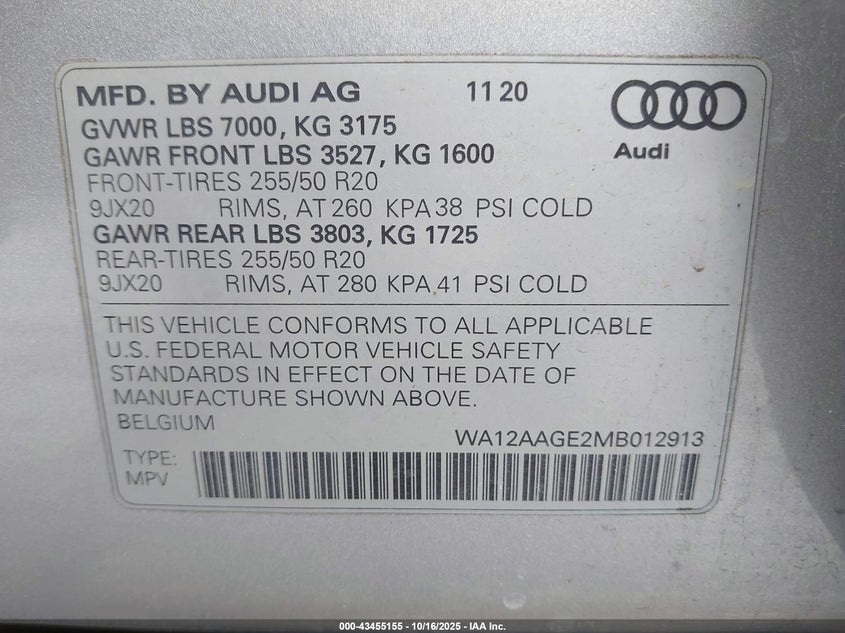 MFD. BY AUDI AG 11 20
Audi
GVWR LBS 7000, KG 3175
GAWR FRONT LBS 3527, KG 1600
FRONT-TIRES 255/50 R20
9JX20 RIMS, AT 260 KPA 38 PSI COLD
GAWR REAR LBS 3803, KG 1725
REAR-TIRES 255/50 R20
9JX20 RIMS, AT 280 KPA 41 PSI COLD
THIS VEHICLE CONFORMS TO ALL APPLICABLE
U.S. FEDERAL MOTOR VEHICLE SAFETY
STANDARDS IN EFFECT ON THE DATE OF
MANUFACTURE SHOWN ABOVE.
BELGIUM
WA12AAGE2MB012913
TYPE:
MPV
000-43455155 - 10/16/2025 - IAA Inc.